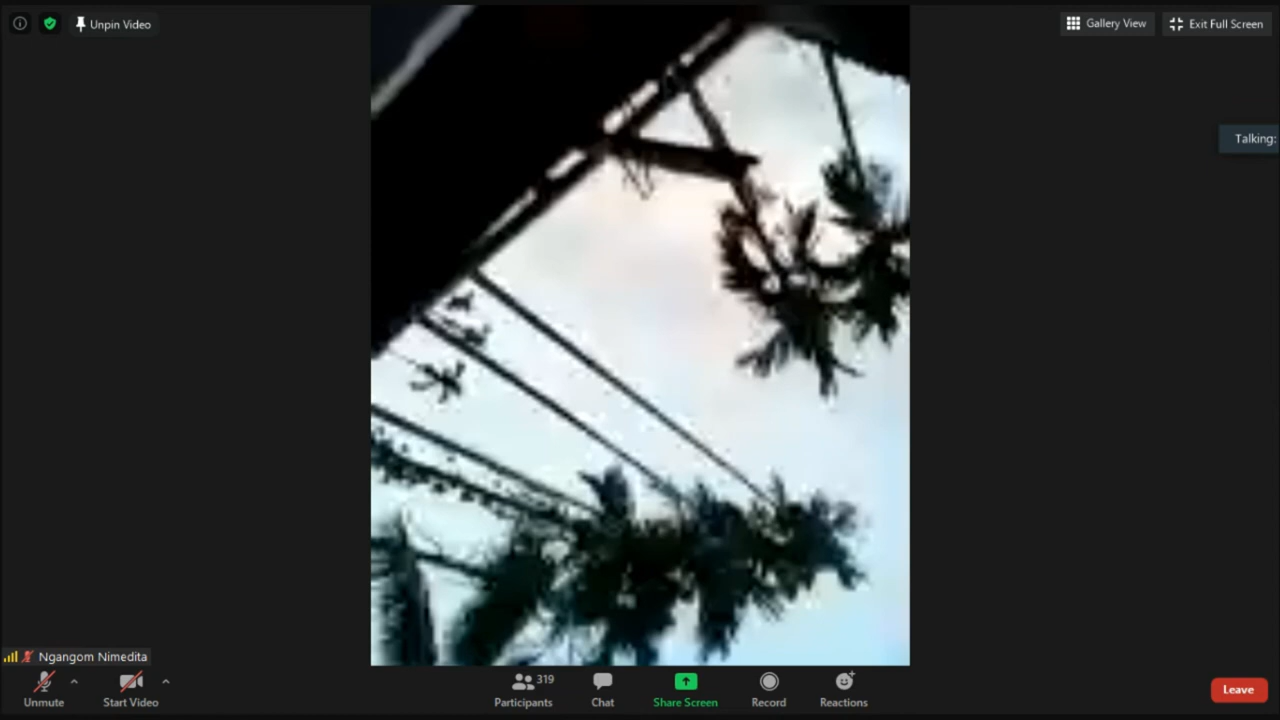 Unpin Video
Gallery View
Exit Full Screen
Talking:
Ngangom Nimedita
Unmute
Start Video
319
Participants
Chat
Share Screen
Record
Reactions
Leave